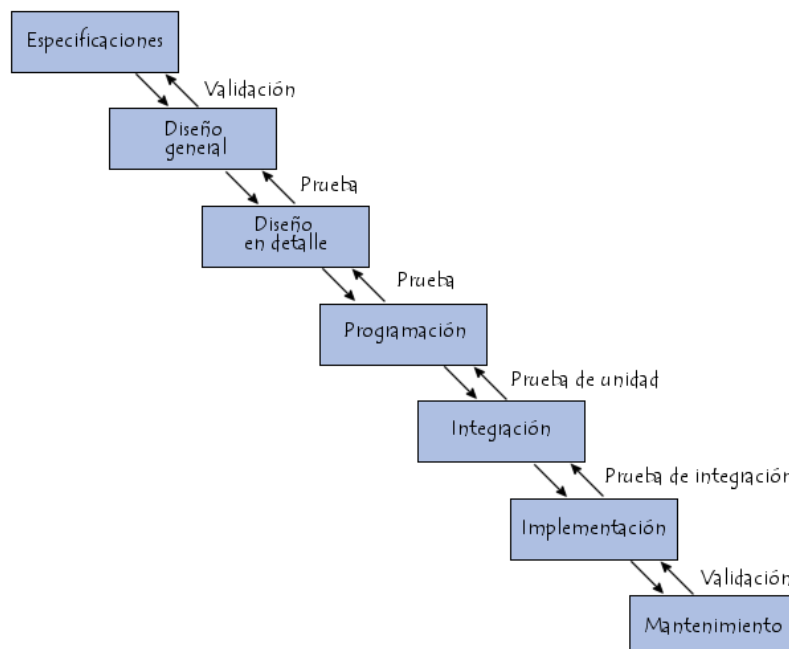 Especificaciones
Validación
Diseño
general
Prueba
Diseño
en detalle
Prueba
Programación
Prueba de unidad
Integración
Prueba de integración
Implementación
Validación
Mantenimiento